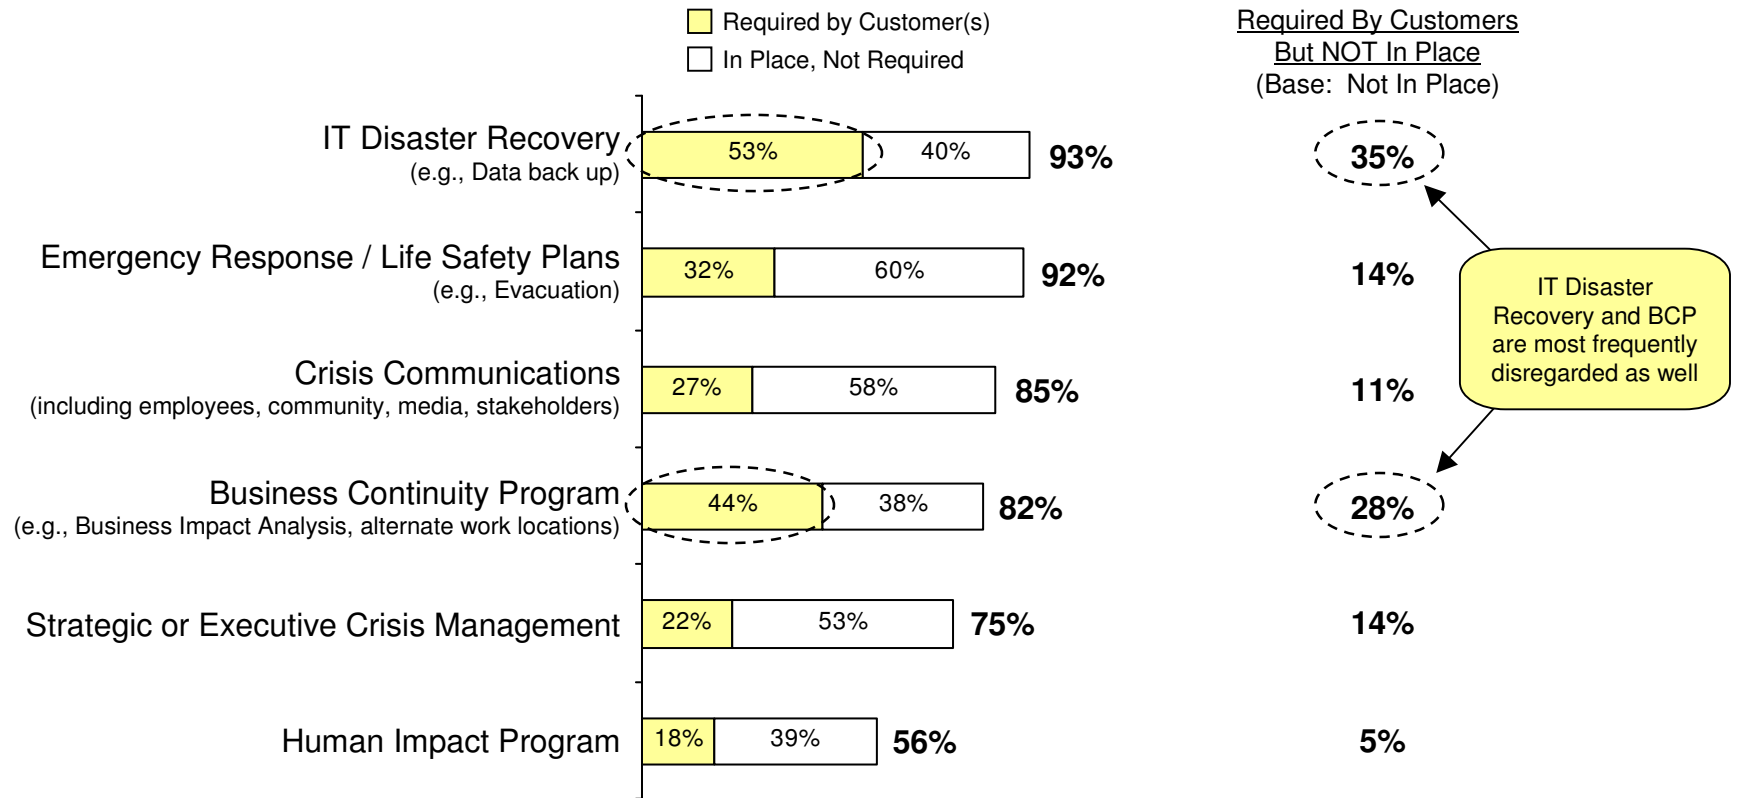 Required by Customer(s)
In Place, Not Required
Required By Customers
But NOT In Place
(Base: Not In Place)
IT Disaster Recovery
(e.g., Data back up)
53%
40%
93%
35%
Emergency Response / Life Safety Plans
(e.g., Evacuation)
32%
60%
92%
14%
IT Disaster
Recovery and BCP
are most frequently
disregarded as well
Crisis Communications
(including employees, community, media, stakeholders)
27%
58%
85%
11%
Business Continuity Program
(e.g., Business Impact Analysis, alternate work locations)
44%
38%
82%
28%
Strategic or Executive Crisis Management
22%
53%
75%
14%
Human Impact Program
18%
39%
56%
5%